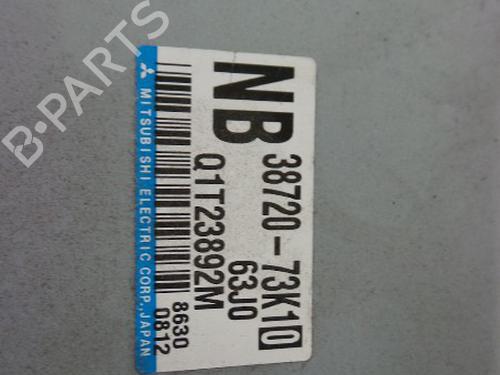 NB 38720-73K10
63J0
Q1T23892M
8630
0812
MITSUBISHI ELECTRIC CORP., JAPAN
B-PARTS